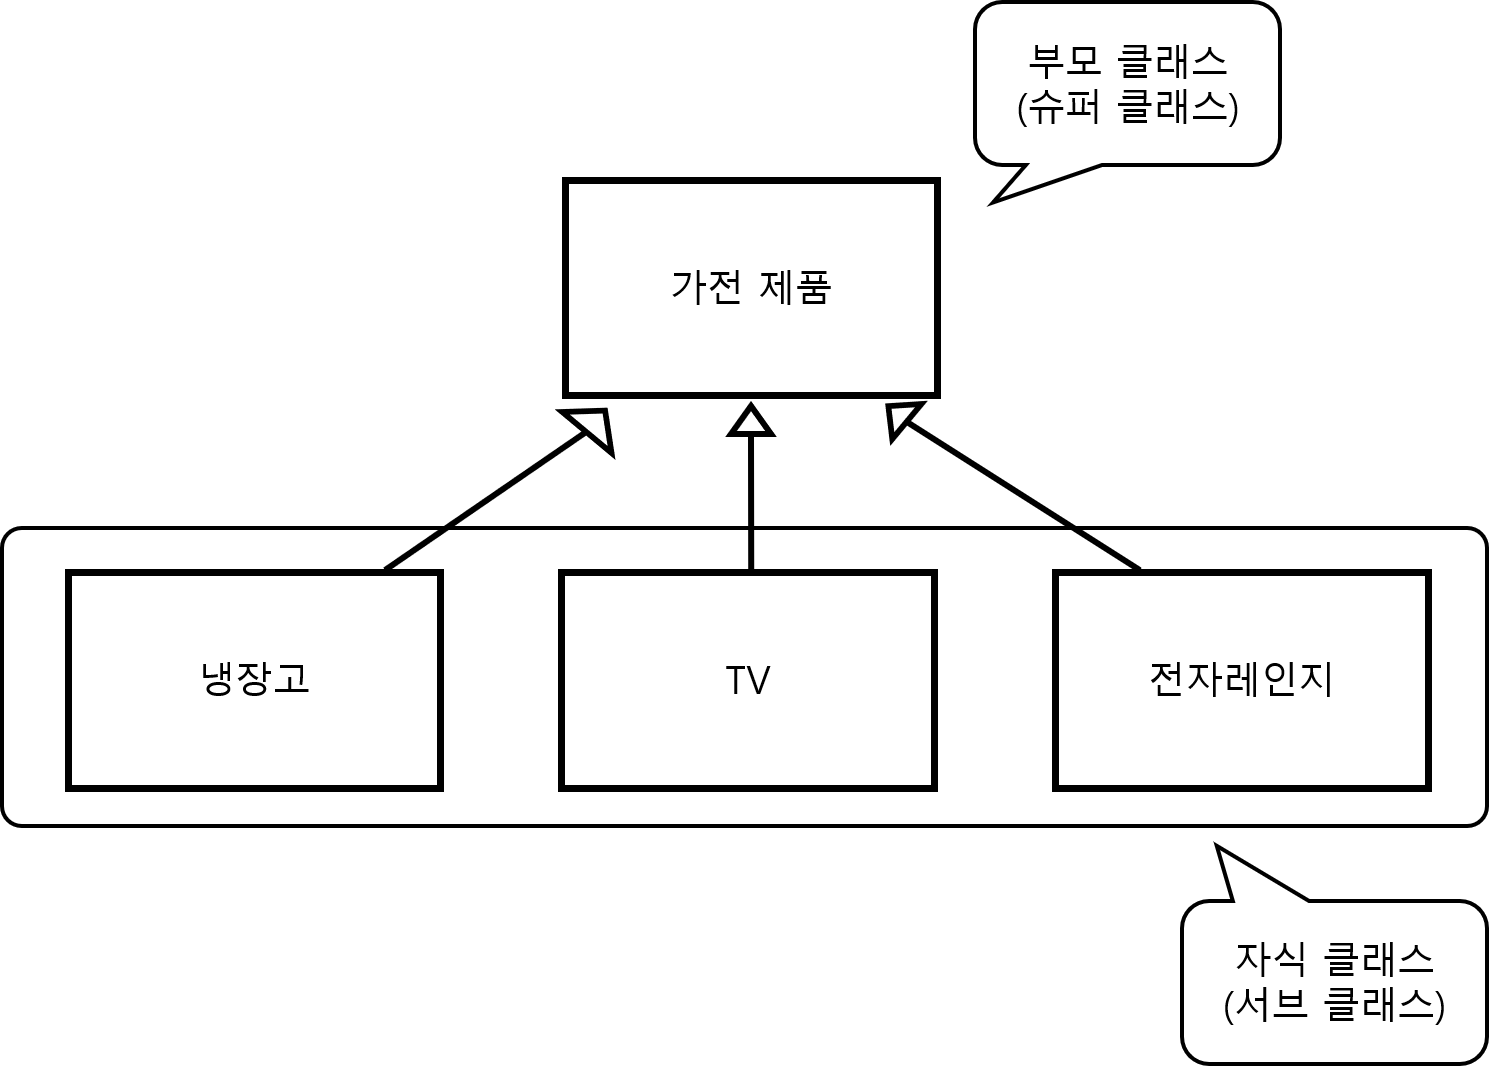 부모 클래스
(슈퍼 클래스)
가전 제품
냉장고
TV
전자레인지
자식 클래스
(서브 클래스)